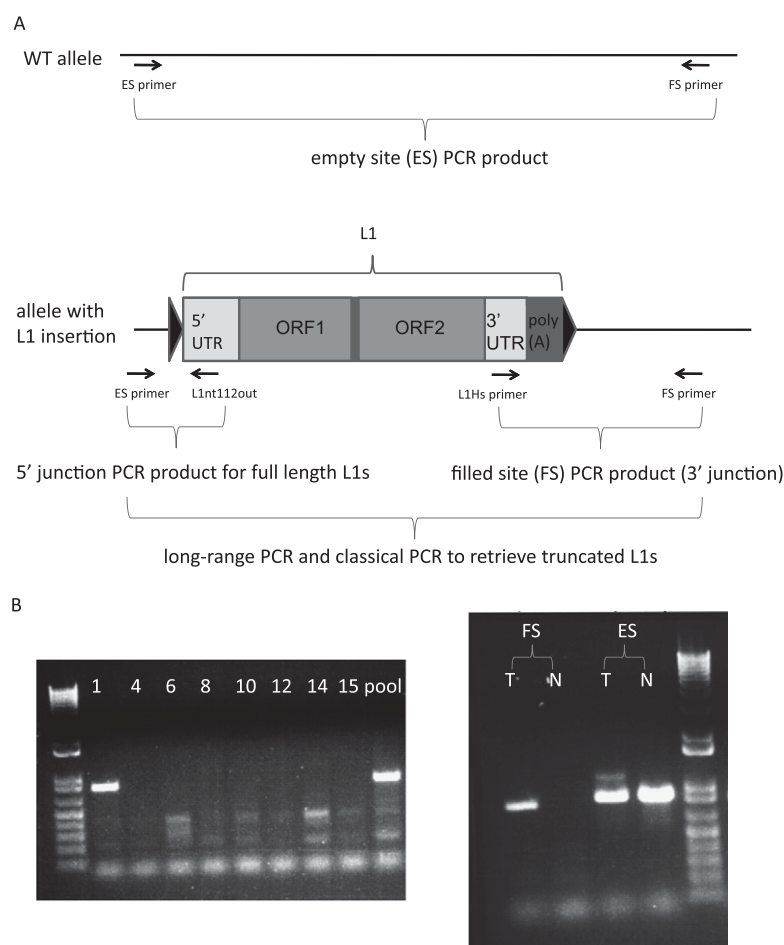 A
WT allele
ES primer
FS primer
empty site (ES) PCR product
L1
allele with
L1 insertion
5′
UTR
ORF1
ORF2
3’
UTR
poly
(A)
ES primer
L1nt112out
L1Hs primer
FS primer
5′ junction PCR product for full length L1s
filled site (FS) PCR product (3′ junction)
long-range PCR and classical PCR to retrieve truncated L1s
B
1 4 6 8 10 12 14 15 pool
FS ES
T N T N